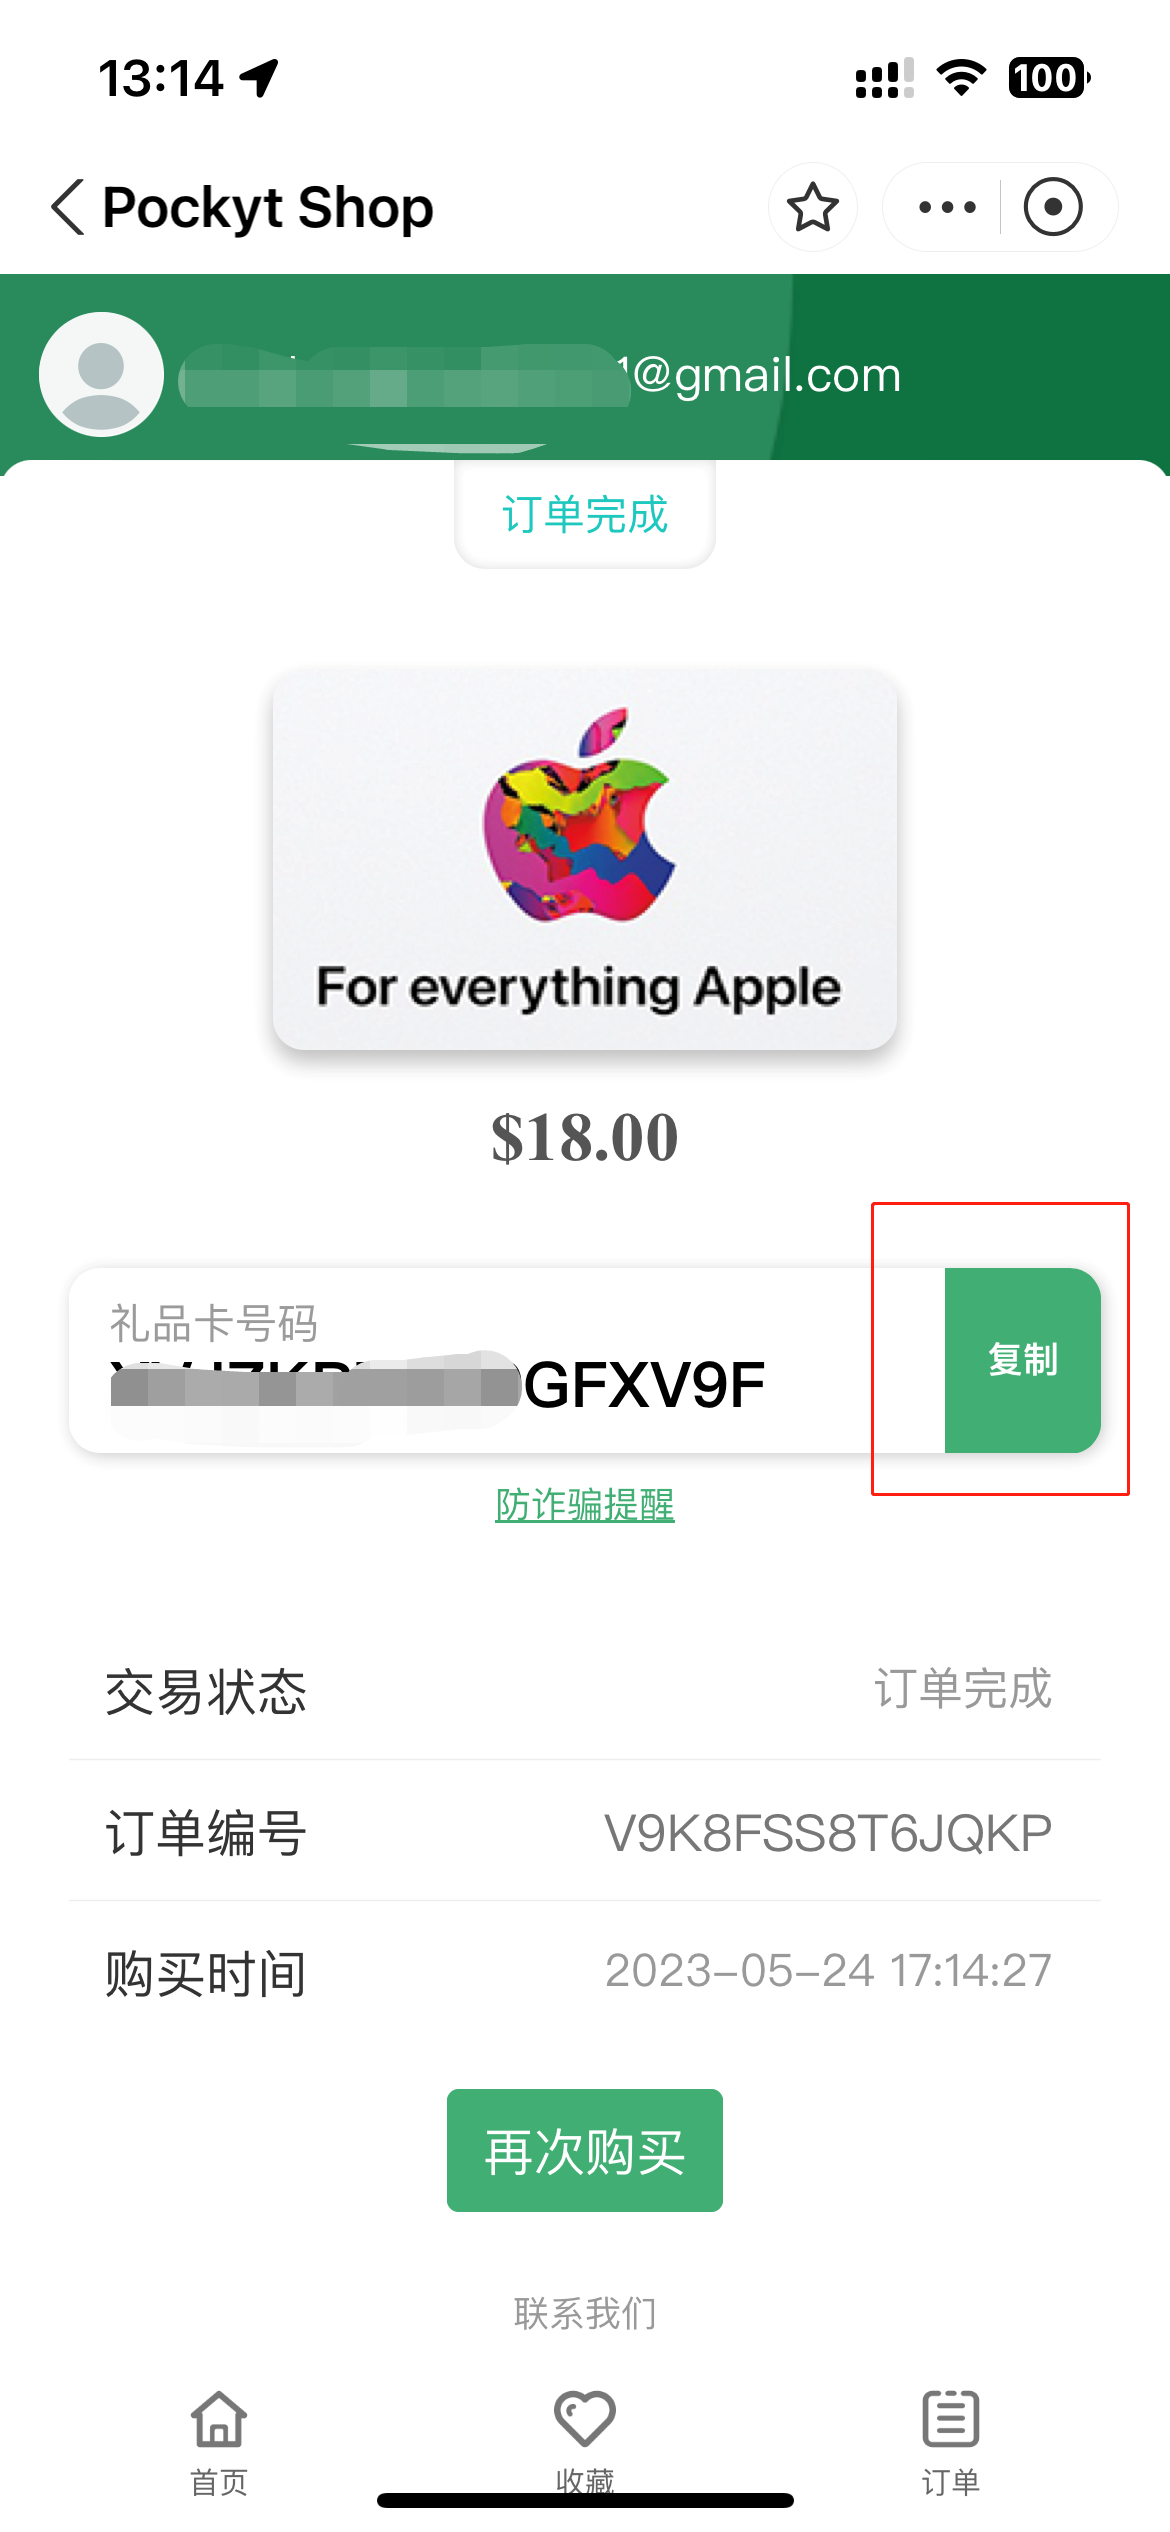 13:14
100
Pockyt Shop
1@gmail.com
订单完成
For everything Apple
$18.00
礼品卡号码
GFXV9F
复制
防诈骗提醒
交易状态 订单完成
订单编号 V9K8FSS8T6JQKP
购买时间 2023-05-24 17:14:27
再次购买
联系我们
首页 收藏 订单